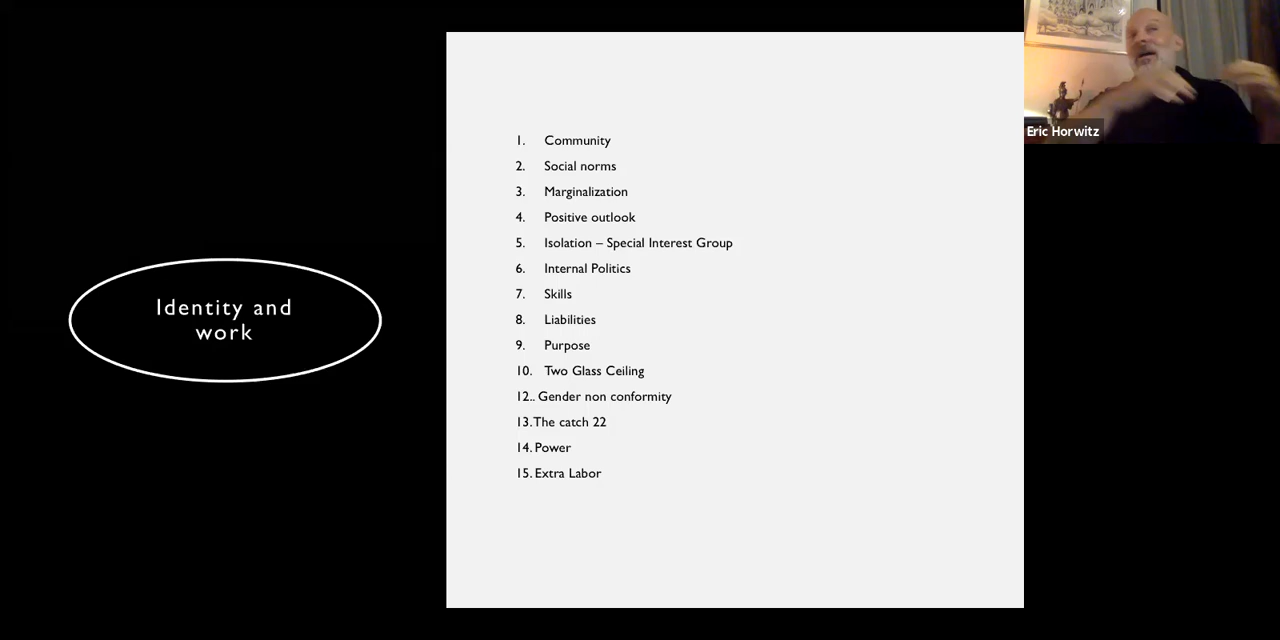 Identity and
work
1. Community
2. Social norms
3. Marginalization
4. Positive outlook
5. Isolation – Special Interest Group
6. Internal Politics
7. Skills
8. Liabilities
9. Purpose
10. Two Glass Ceiling
12.. Gender non conformity
13.The catch 22
14. Power
15. Extra Labor
Eric Horwitz